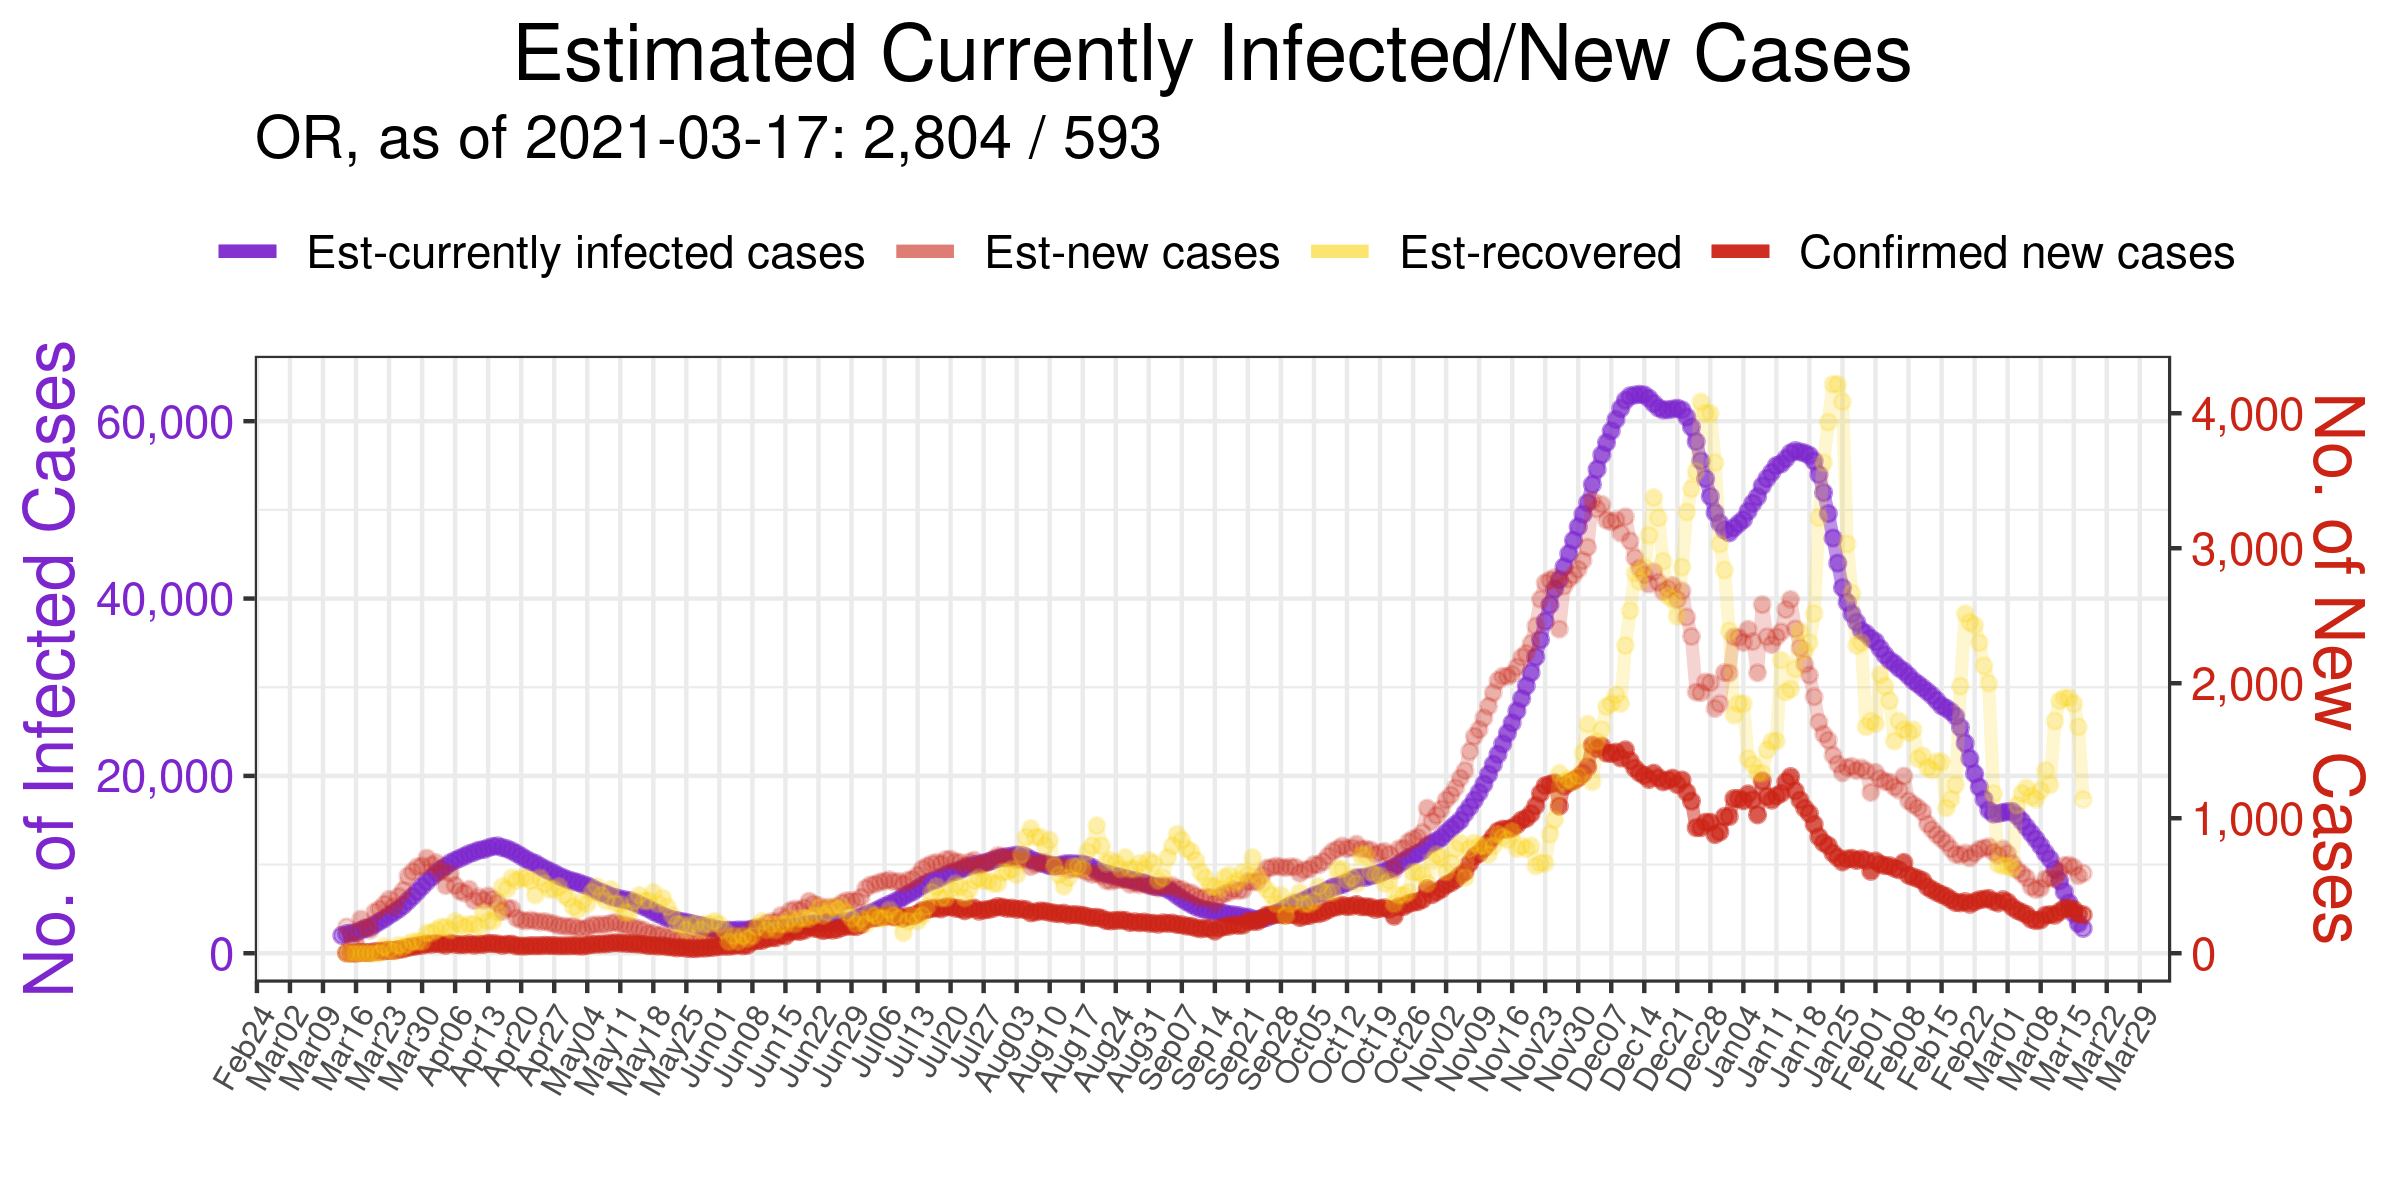 Estimated Currently Infected/New Cases
OR, as of 2021-03-17: 2,804 / 593
Est-currently infected cases Est-new cases Est-recovered Confirmed new cases
No. of Infected Cases
60,000
40,000
20,000
0
4,000
3,000
2,000
1,000
0
No. of New Cases
Feb24 Mar02 Mar09 Mar16 Mar23 Mar30 Apr06 Apr13 Apr20 Apr27 May04 May11 May18 May25 Jun01 Jun08 Jun15 Jun22 Jun29 Jul06 Jul13 Jul20 Jul27 Aug03 Aug10 Aug17 Aug24 Aug31 Sep07 Sep14 Sep21 Sep28 Oct05 Oct12 Oct19 Oct26 Nov02 Nov09 Nov16 Nov23 Nov30 Dec07 Dec14 Dec21 Dec28 Jan04 Jan11 Jan18 Jan25 Feb01 Feb08 Feb15 Feb22 Mar01 Mar08 Mar15 Mar22 Mar29